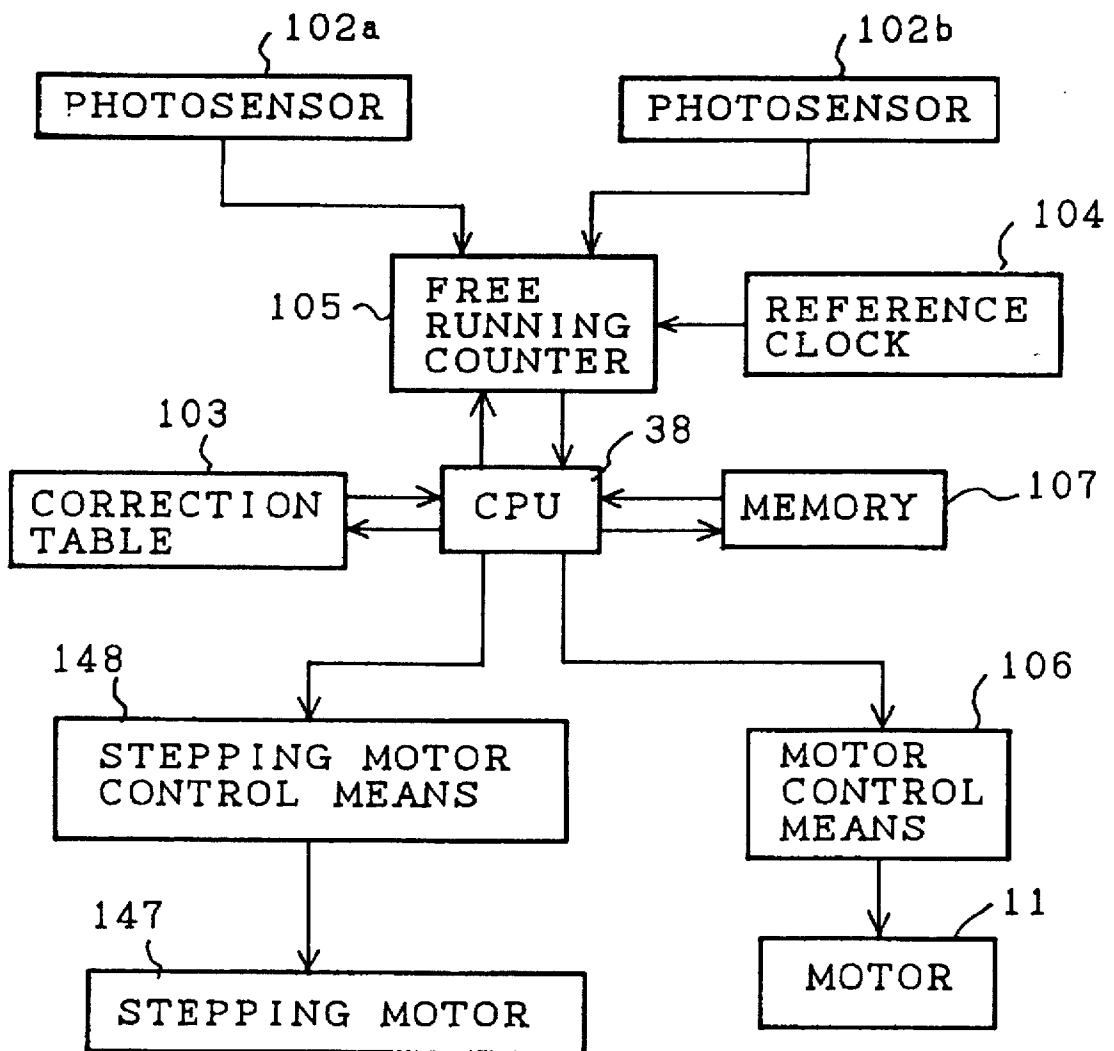 102a
102b
PHOTOSENSOR
PHOTOSENSOR
104
105
FREE
RUNNING
COUNTER
REFERENCE
CLOCK
103
38
CORRECTION
TABLE
CPU
MEMORY
107
148
106
STEPPING MOTOR
CONTROL MEANS
MOTOR
CONTROL
MEANS
147
11
STEPPING MOTOR
MOTOR